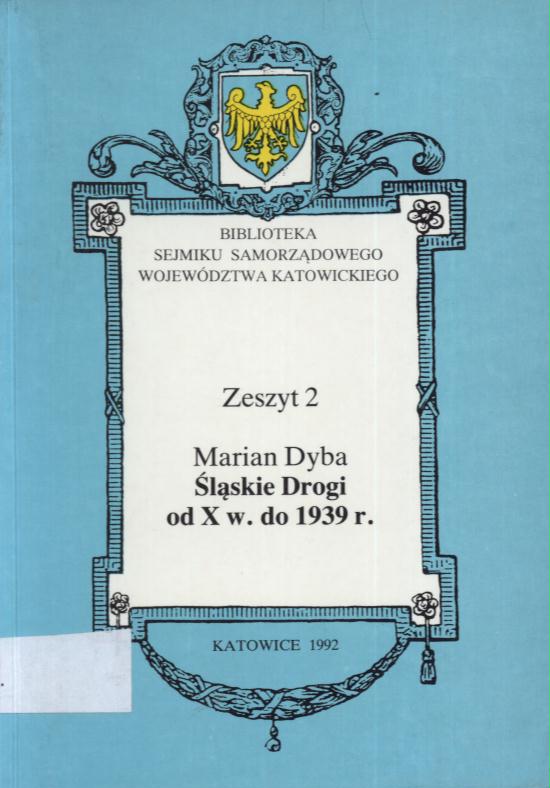 BIBLIOTEKA
SEJMIKU SAMORZĄDOWEGO
WOJEWÓDZTWA KATOWICKIEGO
Zeszyt 2
Marian Dyba
Śląskie Drogi
od X w. do 1939 r.
KATOWICE 1992